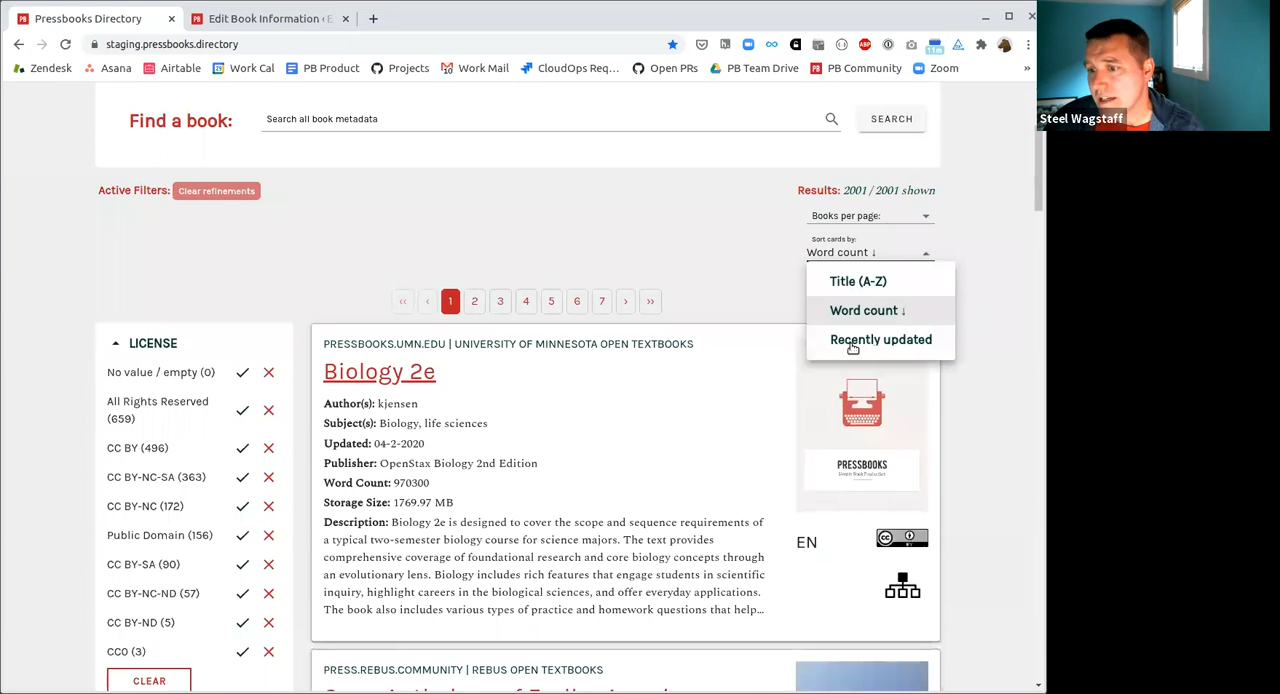 Pressbooks Directory
Edit Book Information ‹ E
staging.pressbooks.directory
ABP
11m
Zendesk
Asana
Airtable
Work Cal
PB Product
Projects
Work Mail
CloudOps Req...
Open PRs
PB Team Drive
PB Community
Zoom
»
Steel Wagstaff
Find a book:
Search all book metadata
SEARCH
Active Filters: Clear refinements
Results: 2001 / 2001 shown
Books per page:
Sort cards by:
Word count ↓
Title (A-Z)
Word count ↓
Recently updated
‹‹ ‹ 1 2 3 4 5 6 7 › ››
LICENSE
No value / empty (0)
All Rights Reserved
(659)
CC BY (496)
CC BY-NC-SA (363)
CC BY-NC (172)
Public Domain (156)
CC BY-SA (90)
CC BY-NC-ND (57)
CC BY-ND (5)
CC0 (3)
CLEAR
PRESSBOOKS.UMN.EDU | UNIVERSITY OF MINNESOTA OPEN TEXTBOOKS
Biology 2e
Author(s): kjensen
Subject(s): Biology, life sciences
Updated: 04-2-2020
Publisher: OpenStax Biology 2nd Edition
Word Count: 970300
Storage Size: 1769.97 MB
Description: Biology 2e is designed to cover the scope and sequence requirements of
a typical two-semester biology course for science majors. The text provides
comprehensive coverage of foundational research and core biology concepts through
an evolutionary lens. Biology includes rich features that engage students in scientific
inquiry, highlight careers in the biological sciences, and offer everyday applications.
The book also includes various types of practice and homework questions that help...
PRESSBOOKS
EN
CC
BY
PRESS.REBUS.COMMUNITY | REBUS OPEN TEXTBOOKS